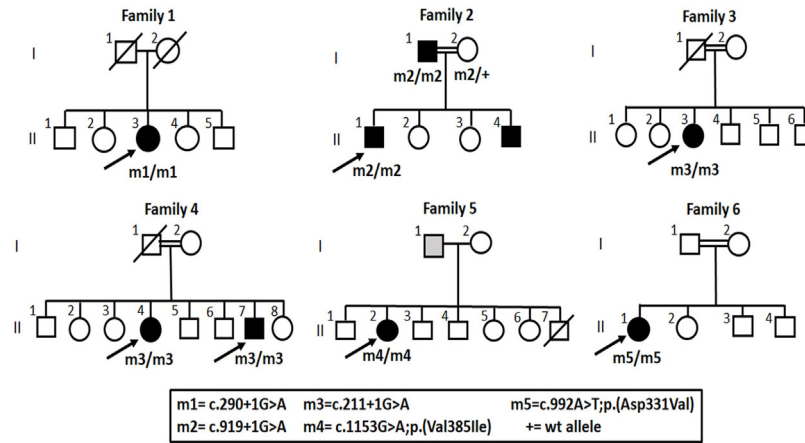 Family 1
Family 2
Family 3
I
1 2
1 2
m2/m2 m2/+
1 2
II
1 2 3 4 5
m1/m1
1 2 3 4
m2/m2
1 2 3 4 5 6
m3/m3
Family 4
Family 5
Family 6
I
1 2
1 2
1 2
II
1 2 3 4 5 6 7 8
m3/m3 m3/m3
II
1 2 3 4 5 6 7
m4/m4
II
1 2 3 4
m5/m5
m1= c.290+1G>A m3=c.211+1G>A m5=c.992A>T;p.(Asp331Val)
m2= c.919+1G>A m4= c.1153G>A;p.(Val385Ile) += wt allele